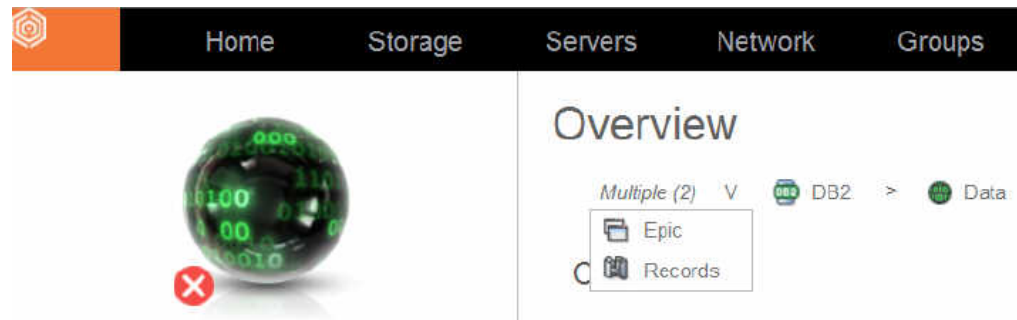 Home Storage Servers Network Groups
Overview
Multiple (2) V DB2 > Data
Epic
Records